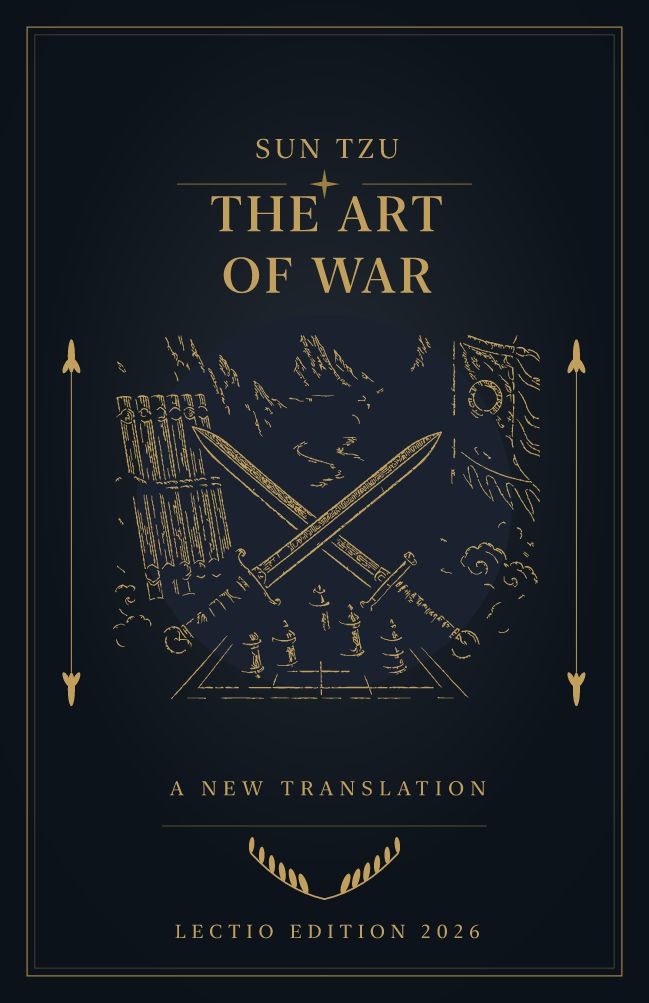 SUN TZU
THE ART
OF WAR
A NEW TRANSLATION
LECTIO EDITION 2026